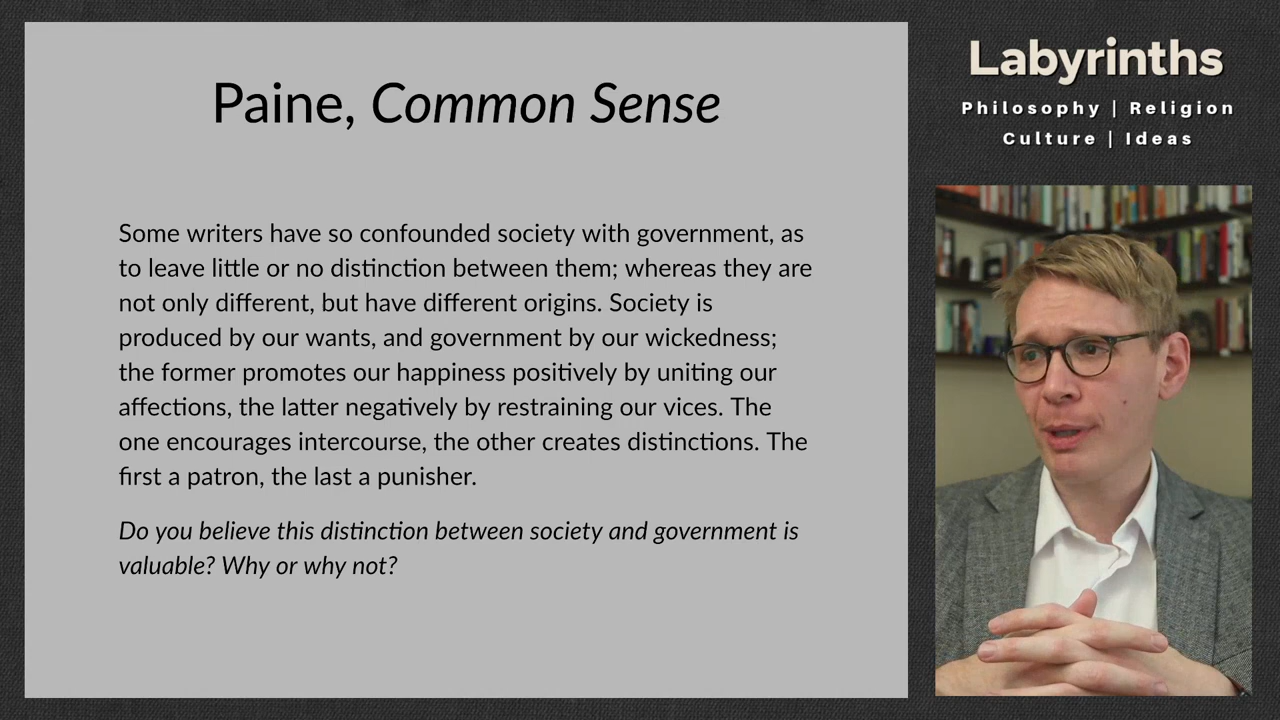 Paine, Common Sense
Some writers have so confounded society with government, as
to leave little or no distinction between them; whereas they are
not only different, but have different origins. Society is
produced by our wants, and government by our wickedness;
the former promotes our happiness positively by uniting our
affections, the latter negatively by restraining our vices. The
one encourages intercourse, the other creates distinctions. The
first a patron, the last a punisher.
Do you believe this distinction between society and government is
valuable? Why or why not?
Labyrinths
Philosophy | Religion
Culture | Ideas